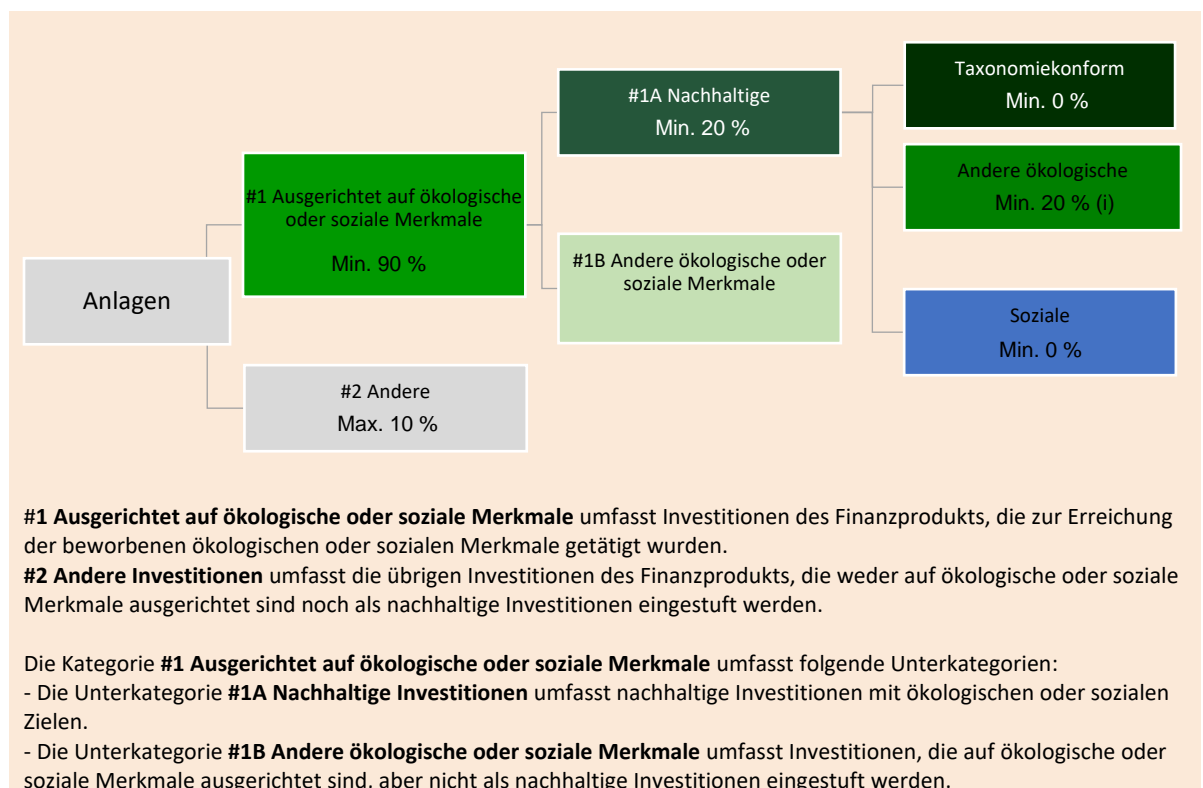 Anlagen
#1 Ausgerichtet auf ökologische
oder soziale Merkmale
Min. 90 %
#2 Andere
Max. 10 %
#1A Nachhaltige
Min. 20 %
#1B Andere ökologische oder
soziale Merkmale
Taxonomiekonform
Min. 0 %
Andere ökologische
Min. 20 % (i)
Soziale
Min. 0 %
#1 Ausgerichtet auf ökologische oder soziale Merkmale umfasst Investitionen des Finanzprodukts, die zur Erreichung
der beworbenen ökologischen oder sozialen Merkmale getätigt wurden.
#2 Andere Investitionen umfasst die übrigen Investitionen des Finanzprodukts, die weder auf ökologische oder soziale
Merkmale ausgerichtet sind noch als nachhaltige Investitionen eingestuft werden.
Die Kategorie #1 Ausgerichtet auf ökologische oder soziale Merkmale umfasst folgende Unterkategorien:
- Die Unterkategorie #1A Nachhaltige Investitionen umfasst nachhaltige Investitionen mit ökologischen oder sozialen
Zielen.
- Die Unterkategorie #1B Andere ökologische oder soziale Merkmale umfasst Investitionen, die auf ökologische oder
soziale Merkmale ausgerichtet sind, aber nicht als nachhaltige Investitionen eingestuft werden.